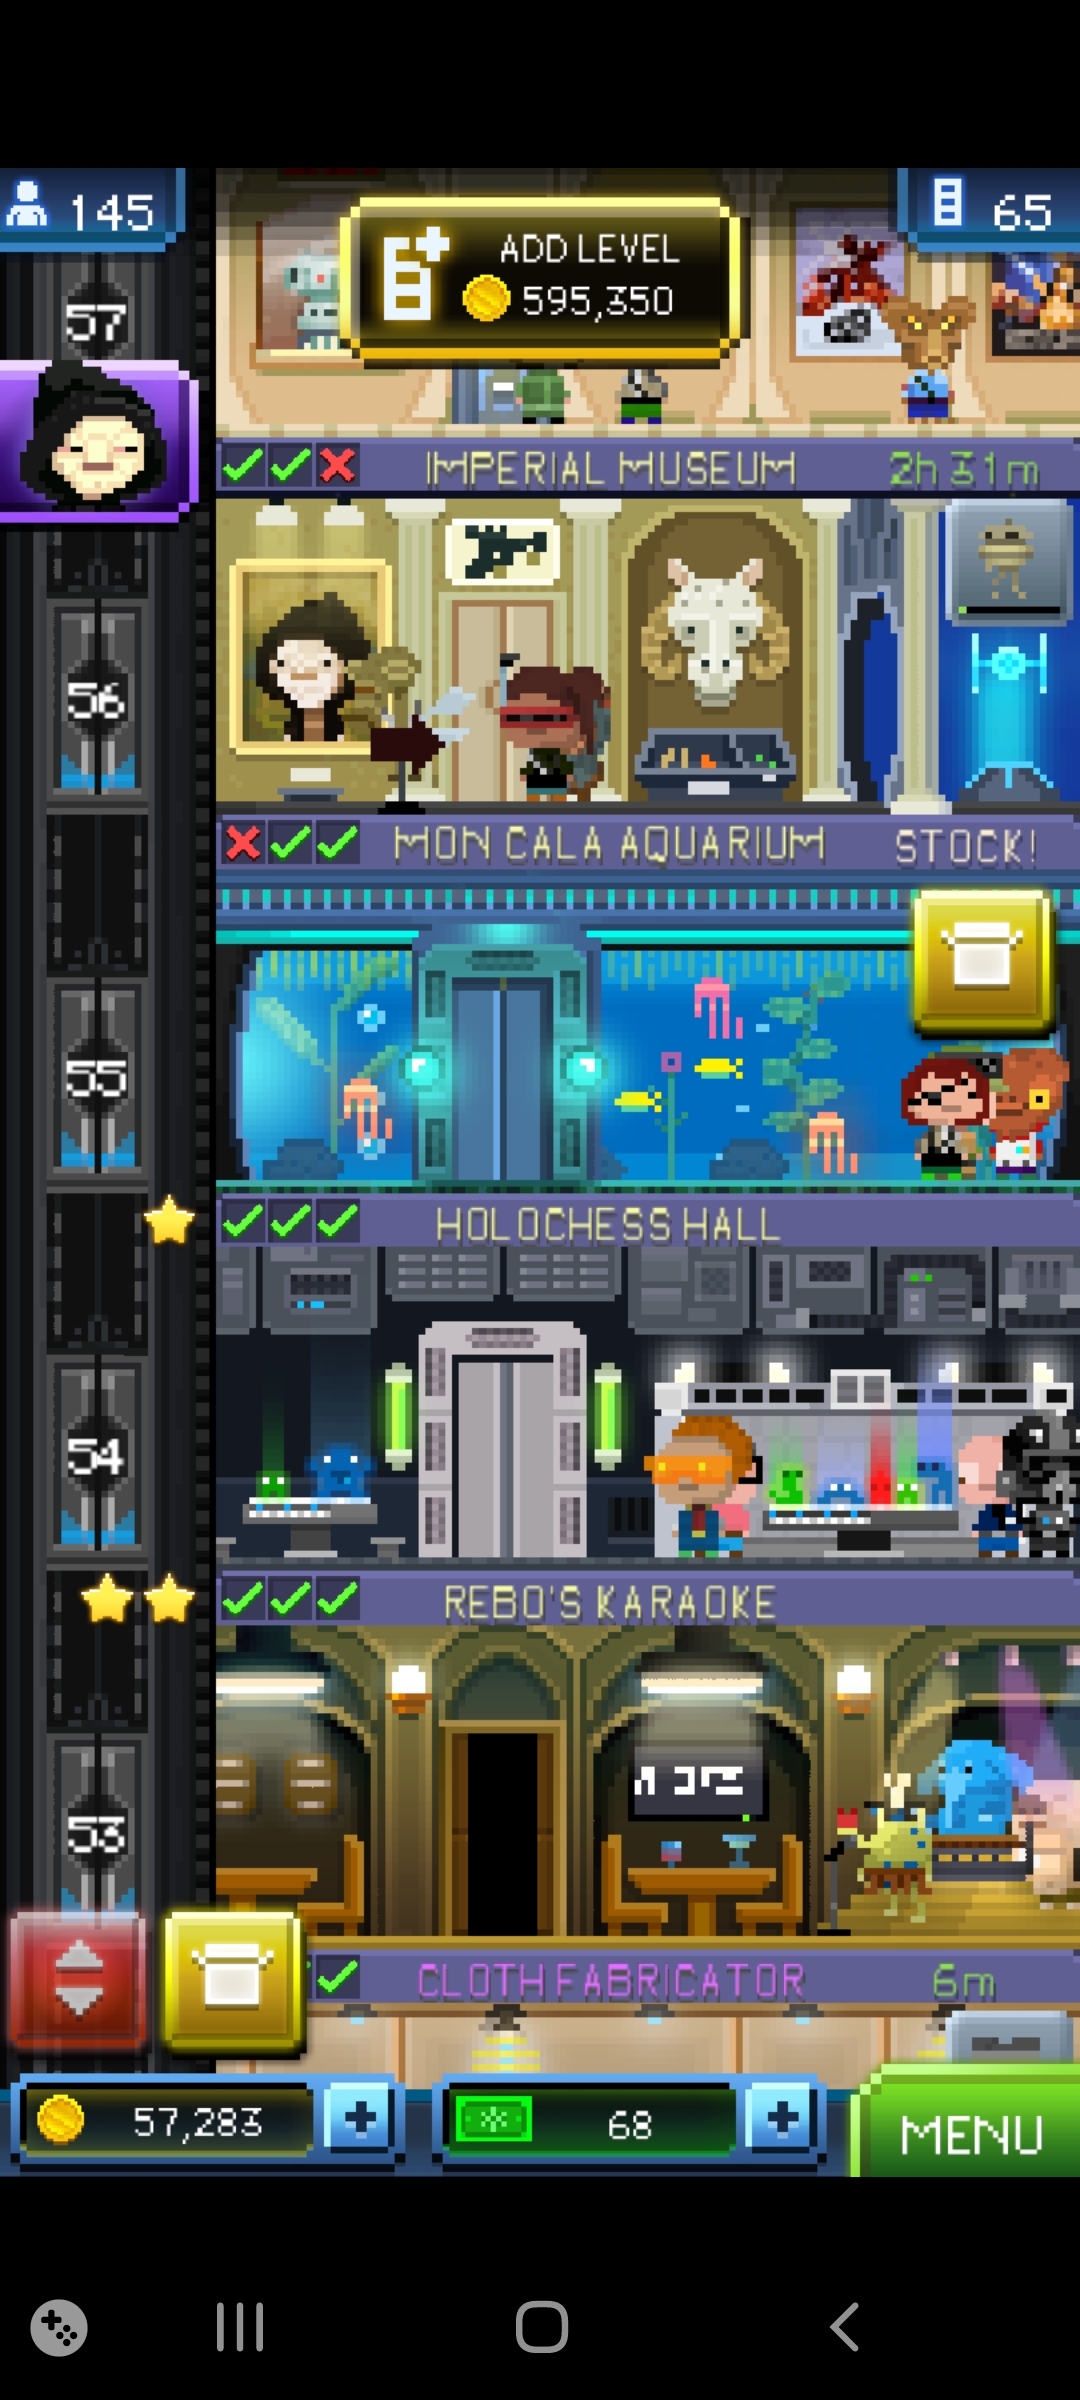 145
65
ADD LEVEL
595,350
57
IMPERIAL MUSEUM 2h 31m
56
MON CALA AQUARIUM STOCK!
55
HOLOCHESS HALL
54
REBO'S KARAOKE
53
CLOTH FABRICATOR 6m
57,283
68
MENU